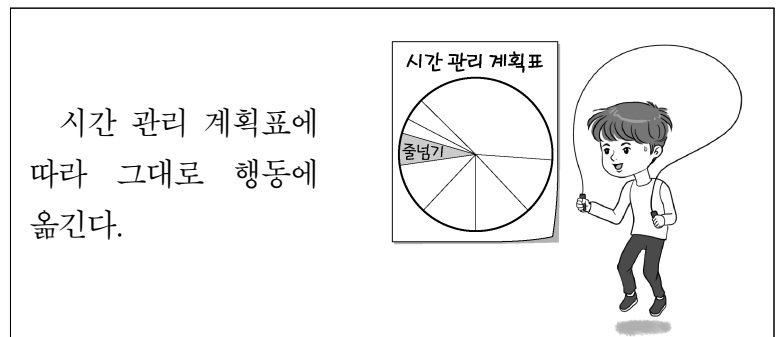 시간 관리 계획표에
따라 그대로 행동에
옮긴다.
시간 관리 계획표
줄넘기